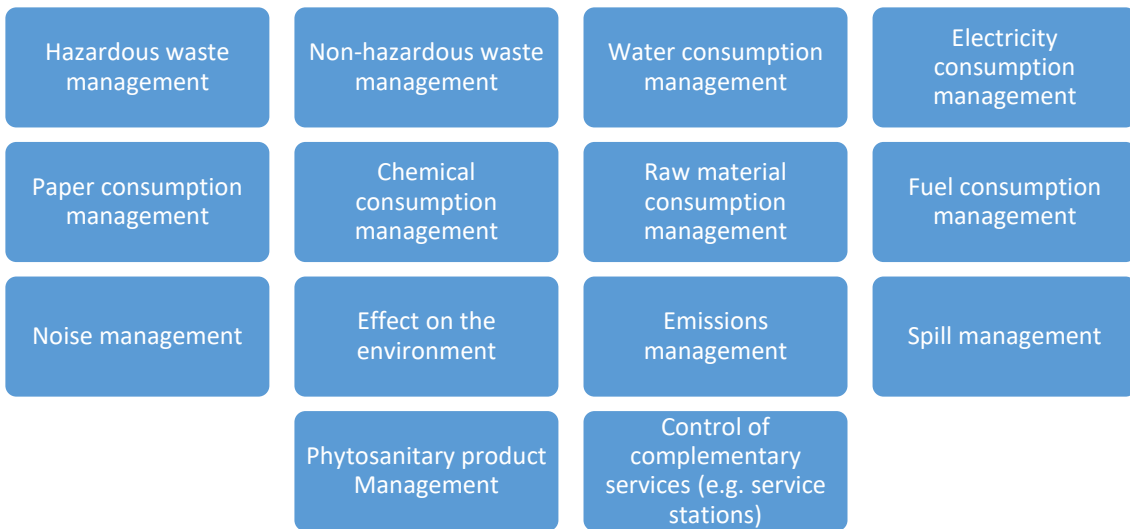 Hazardous waste
management
Non-hazardous waste
management
Water consumption
management
Electricity
consumption
management
Paper consumption
management
Chemical
consumption
management
Raw material
consumption
management
Fuel consumption
management
Noise management
Effect on the
environment
Emissions
management
Spill management
Phytosanitary product
Management
Control of
complementary
services (e.g. service
stations)